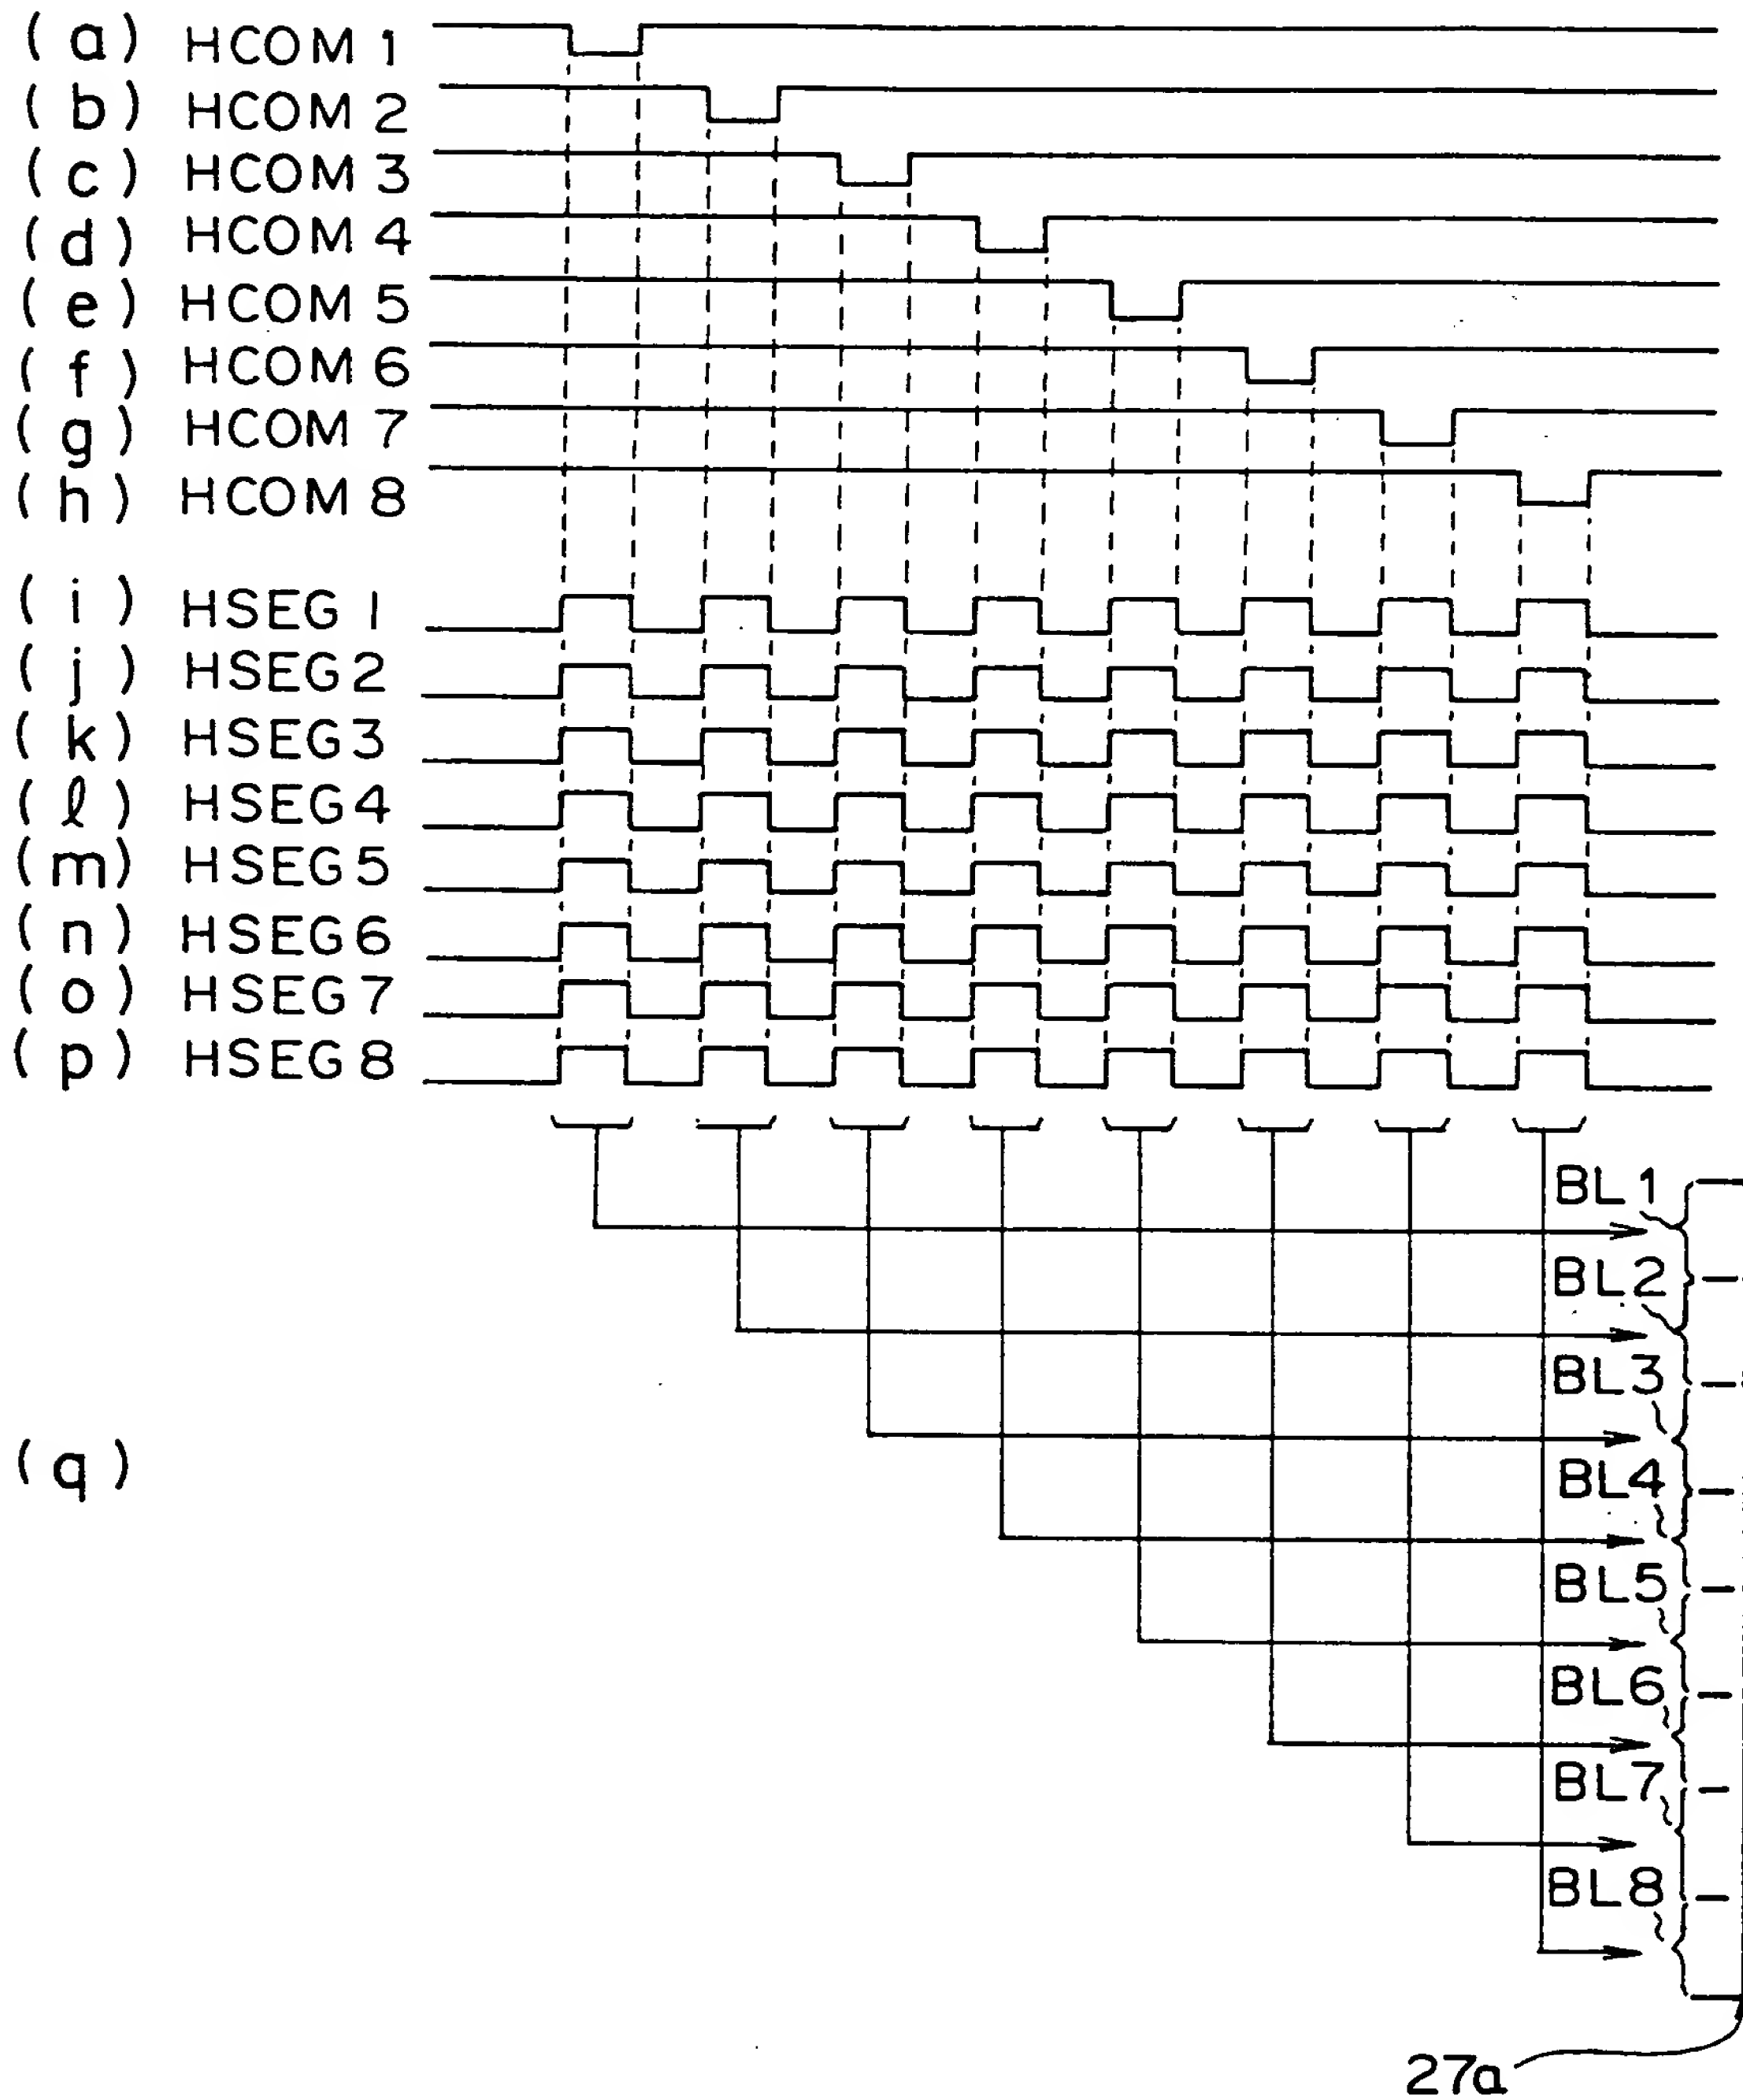 (a) HCOM 1
(b) HCOM 2
(c) HCOM 3
(d) HCOM 4
(e) HCOM 5
(f) HCOM 6
(g) HCOM 7
(h) HCOM 8
(i) HSEG 1
(j) HSEG 2
(k) HSEG 3
(ℓ) HSEG 4
(m) HSEG 5
(n) HSEG 6
(o) HSEG 7
(p) HSEG 8
BL1
BL2
BL3
(q)
BL4
BL5
BL6
BL7
BL8
27a